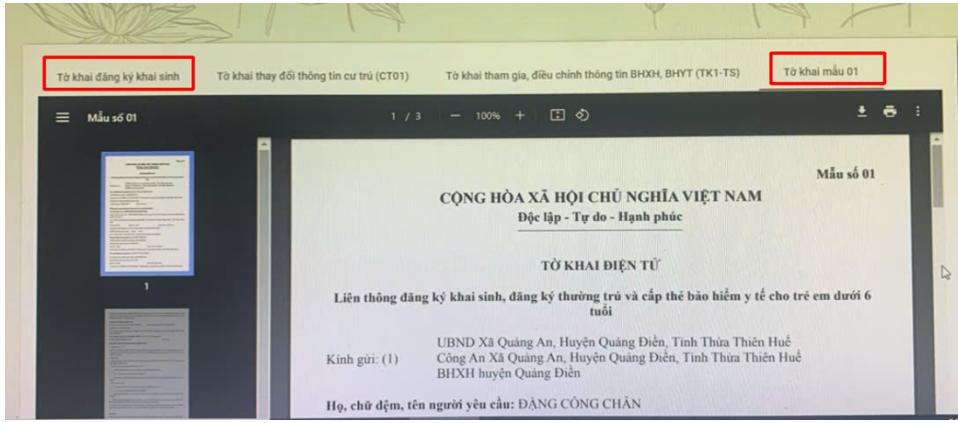 Tờ khai đăng ký khai sinh
Tờ khai thay đổi thông tin cư trú (CT01)
Tờ khai tham gia, điều chỉnh thông tin BHXH, BHYT (TK1-TS)
Tờ khai mẫu 01
Mẫu số 01
1 / 3
100%
Mẫu số 01
CỘNG HÒA XÃ HỘI CHỦ NGHĨA VIỆT NAM
Độc lập - Tự do - Hạnh phúc
TỜ KHAI ĐIỆN TỬ
Liên thông đăng ký khai sinh, đăng ký thường trú và cấp thẻ bảo hiểm y tế cho trẻ em dưới 6
tuổi
UBND Xã Quảng An, Huyện Quảng Điền, Tỉnh Thừa Thiên Huế
Kính gửi: (1) Công An Xã Quảng An, Huyện Quảng Điền, Tỉnh Thừa Thiên Huế
BHXH huyện Quảng Điền
Họ, chữ đệm, tên người yêu cầu: ĐẶNG CÔNG CHẪN
1